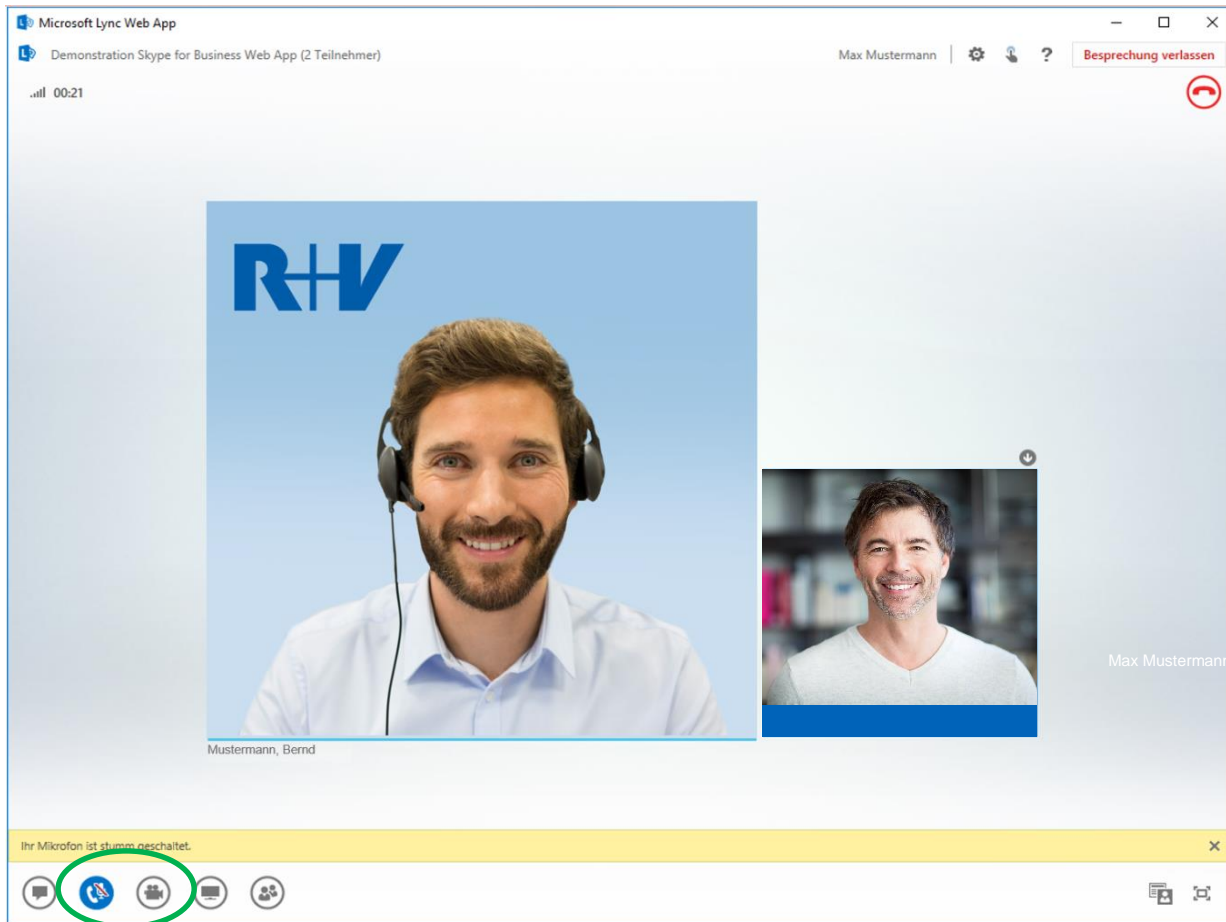 Microsoft Lync Web App
Demonstration Skype for Business Web App (2 Teilnehmer)
Max Mustermann
?
Besprechung verlassen
00:21
R+V
Max Mustermann
Mustermann, Bernd
Ihr Mikrofon ist stumm geschaltet.